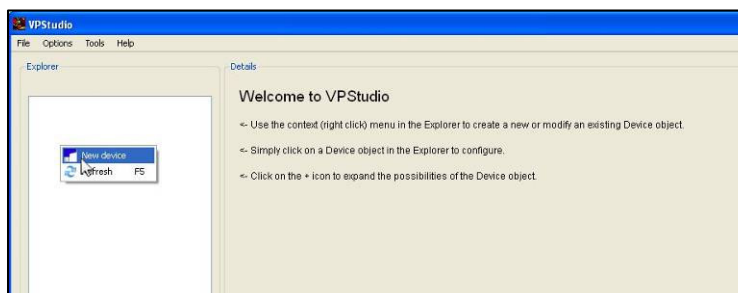 VPStudio
File Options Tools Help
Explorer
Details
Welcome to VPStudio
<- Use the context (right click) menu in the Explorer to create a new or modify an existing Device object.
<- Simply click on a Device object in the Explorer to configure.
<- Click on the + icon to expand the possibilities of the Device object.
New device
Refresh F5